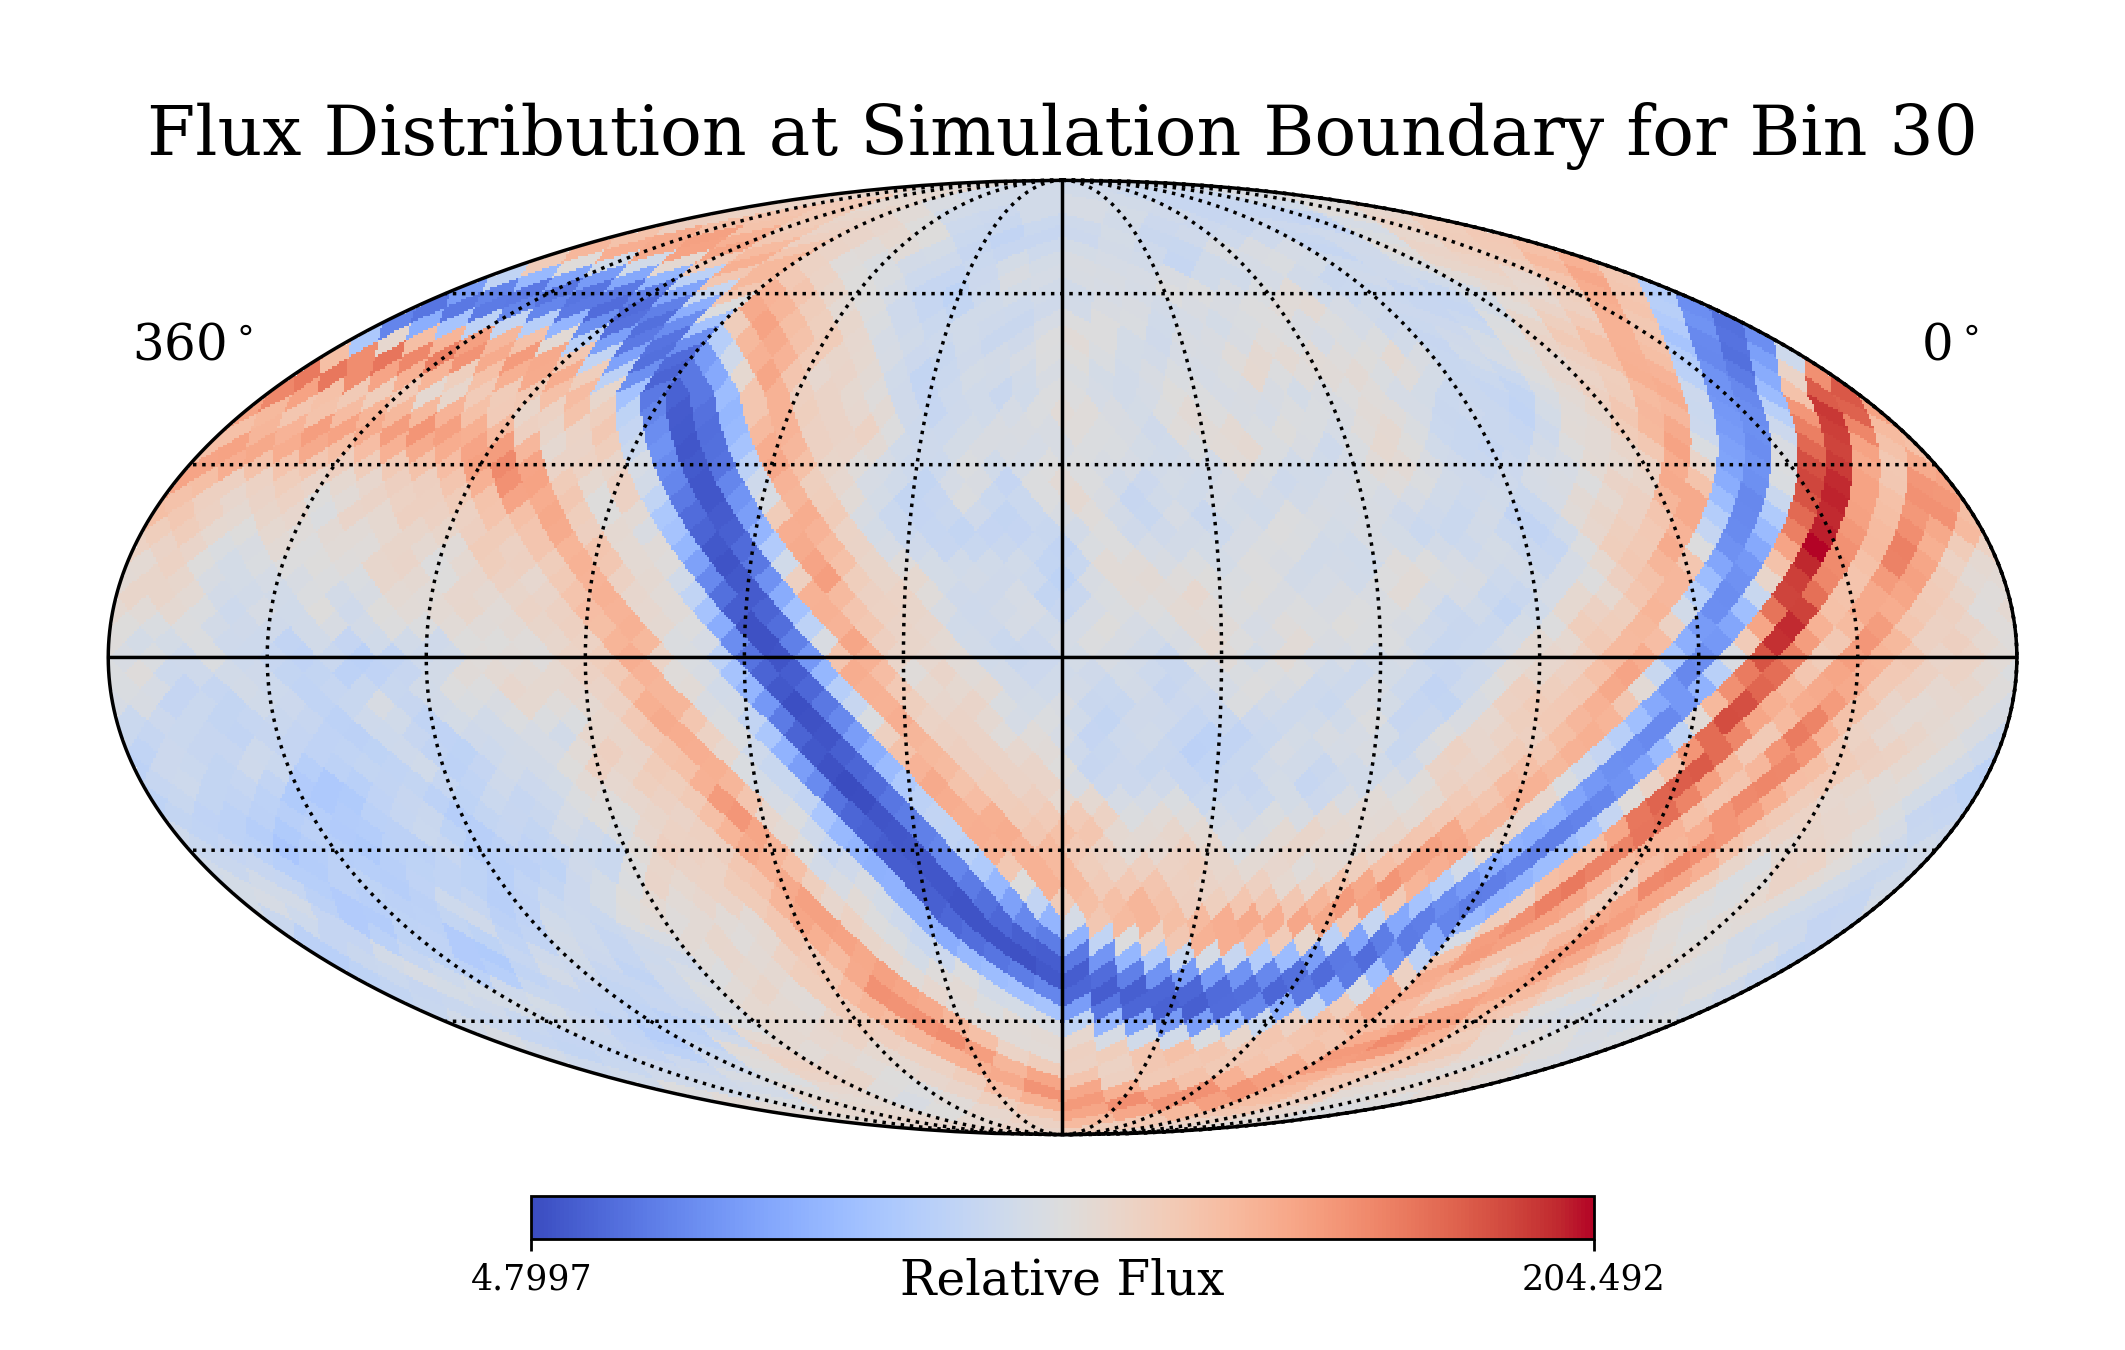 Flux Distribution at Simulation Boundary for Bin 30
360°
0°
4.7997
Relative Flux
204.492